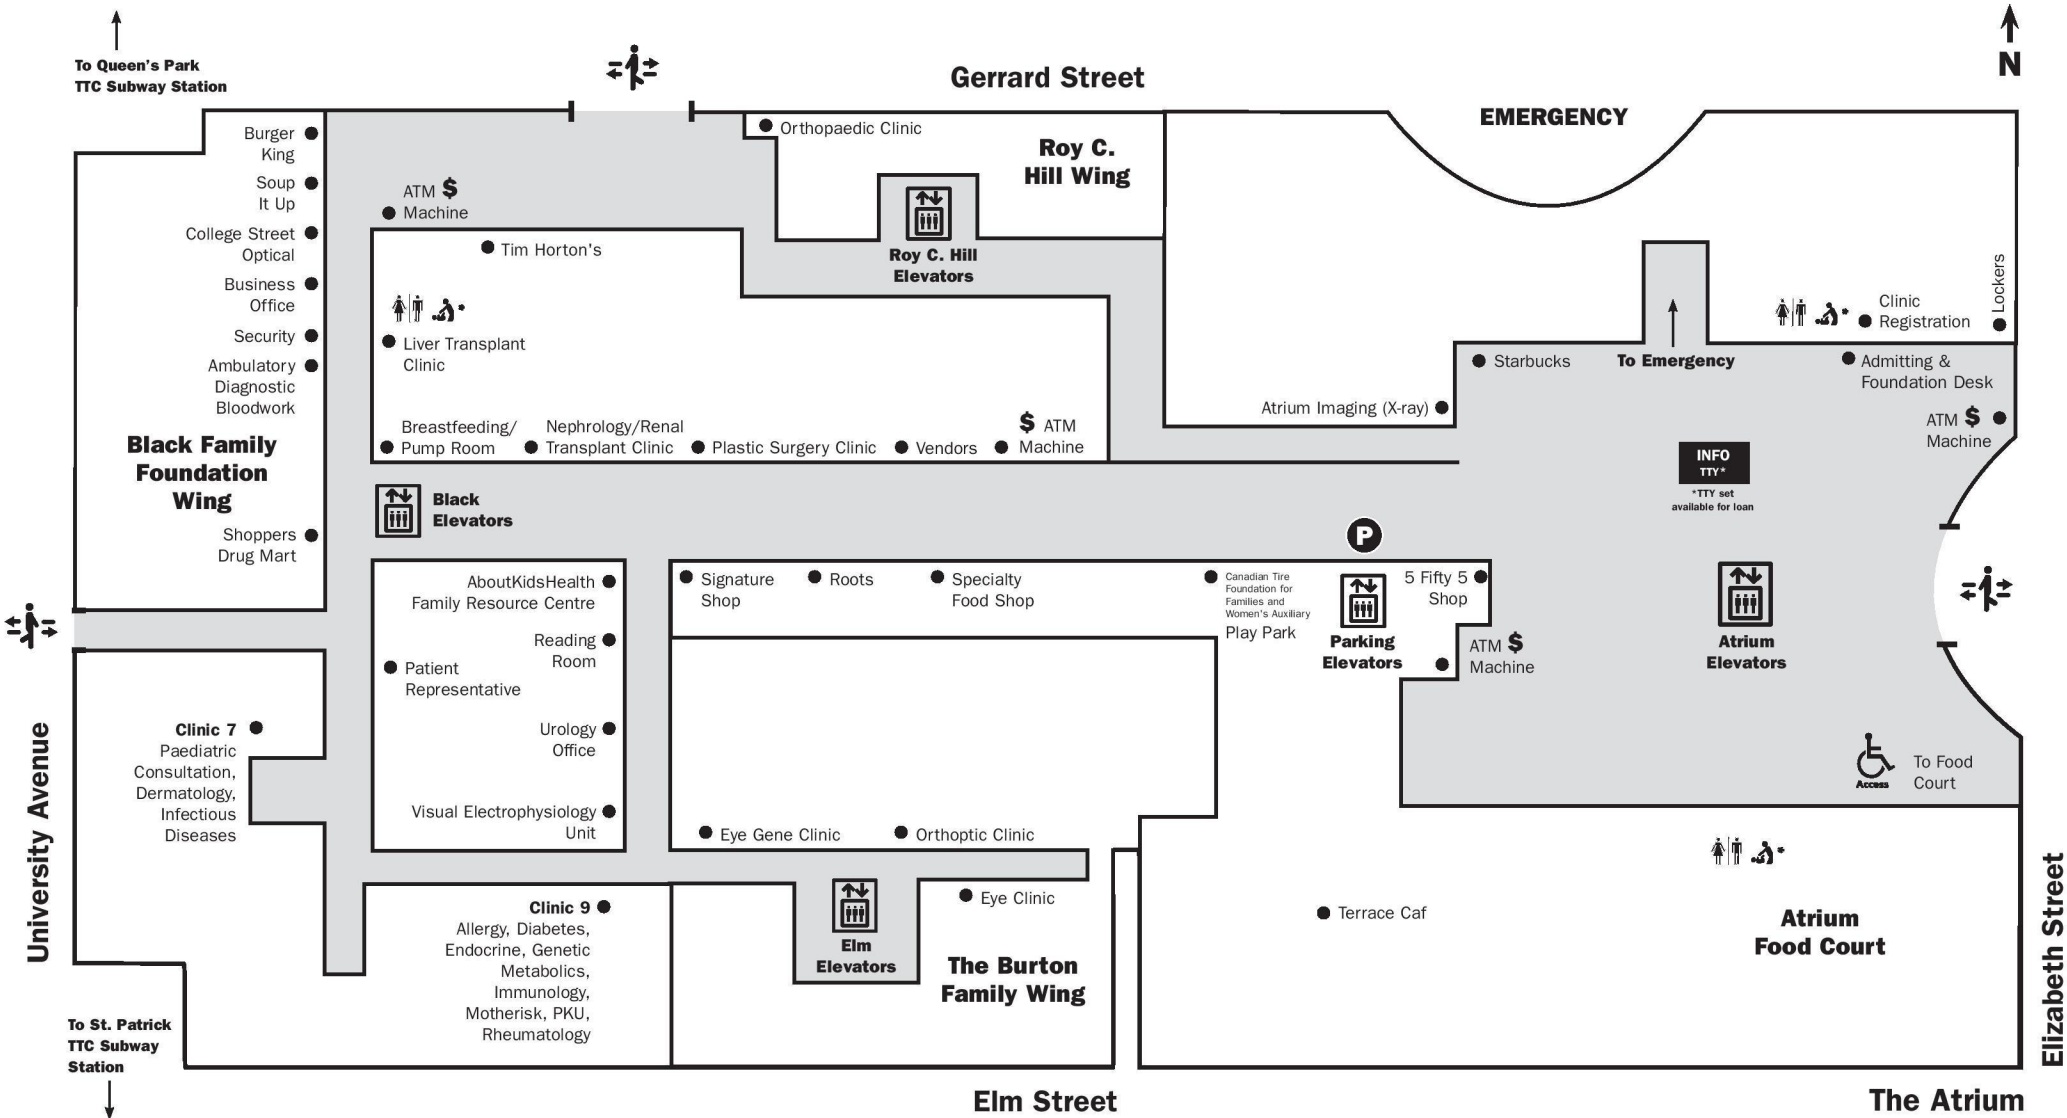 To Queen's Park
TTC Subway Station
Gerrard Street
N
EMERGENCY
Burger
King
Soup
It Up
College Street
Optical
Business
Office
Security
Ambulatory
Diagnostic
Bloodwork
Black Family
Foundation
Wing
Shoppers
Drug Mart
ATM $
Machine
Tim Horton's
Liver Transplant
Clinic
Breastfeeding/
Pump Room
Nephrology/Renal
Transplant Clinic
Plastic Surgery Clinic
Vendors
$ ATM
Machine
Orthopaedic Clinic
Roy C.
Hill Wing
Roy C. Hill
Elevators
Atrium Imaging (X-ray)
Starbucks
To Emergency
Clinic
Registration
Lockers
Admitting &
Foundation Desk
ATM $
Machine
INFO
TTY*
*TTY set
available for loan
Black
Elevators
P
AboutKidsHealth
Family Resource Centre
Reading
Room
Patient
Representative
Urology
Office
Visual Electrophysiology
Unit
Signature
Shop
Roots
Specialty
Food Shop
Canadian Tire
Foundation for
Families and
Women's Auxiliary
Play Park
Parking
Elevators
5 Fifty 5
Shop
ATM $
Machine
Atrium
Elevators
Access
To Food
Court
University Avenue
Clinic 7
Paediatric
Consultation,
Dermatology,
Infectious
Diseases
Eye Gene Clinic
Orthoptic Clinic
Clinic 9
Allergy, Diabetes,
Endocrine, Genetic
Metabolics,
Immunology,
Motherisk, PKU,
Rheumatology
Elm
Elevators
Eye Clinic
The Burton
Family Wing
Terrace Caf
Atrium
Food Court
Elizabeth Street
To St. Patrick
TTC Subway
Station
Elm Street
The Atrium